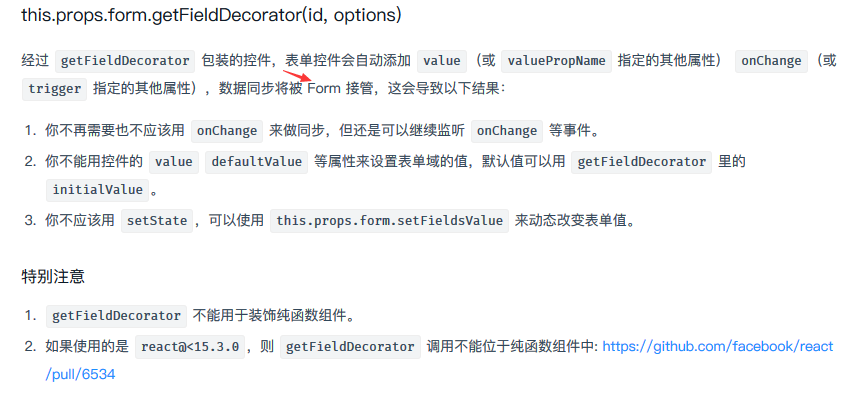 this.props.form.getFieldDecorator(id, options)
经过 getFieldDecorator 包装的控件，表单控件会自动添加 value （或 valuePropName 指定的其他属性） onChange （或
trigger 指定的其他属性），数据同步将被 Form 接管，这会导致以下结果：
1. 你不再需要也不应该用 onChange 来做同步，但还是可以继续监听 onChange 等事件。
2. 你不能用控件的 value defaultValue 等属性来设置表单域的值，默认值可以用 getFieldDecorator 里的
initialValue 。
3. 你不应该用 setState ，可以使用 this.props.form.setFieldsValue 来动态改变表单值。
特别注意
1. getFieldDecorator 不能用于装饰纯函数组件。
2. 如果使用的是 react@<15.3.0 ，则 getFieldDecorator 调用不能位于纯函数组件中: https://github.com/facebook/react
/pull/6534